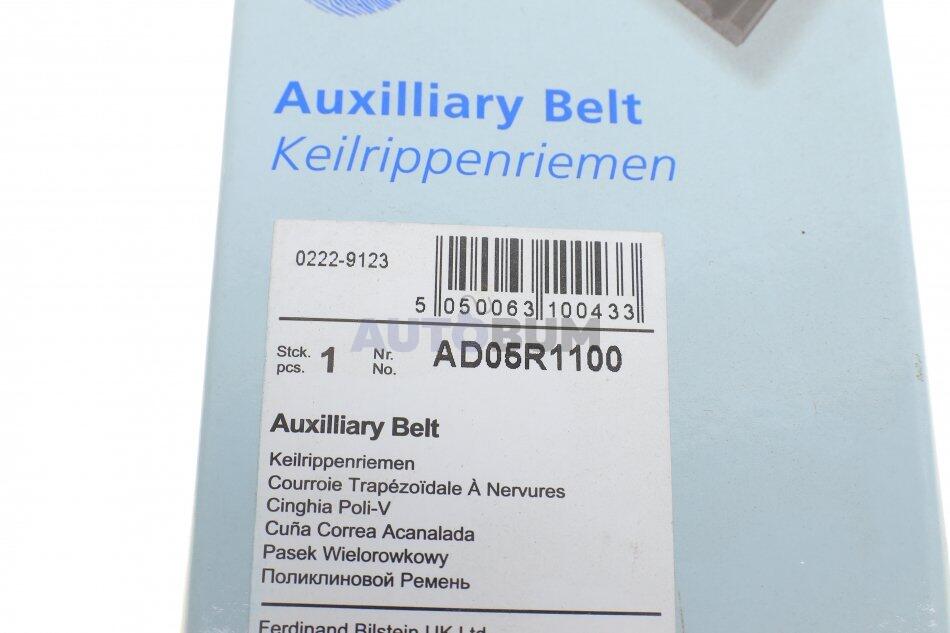 Auxilliary Belt
Keilrippenriemen
0222-9123
5 050063 100433
AUTOBUM
Stck. pcs. 1 Nr. No. AD05R1100
Auxilliary Belt
Keilrippenriemen
Courroie Trapézoïdale À Nervures
Cinghia Poli-V
Cuña Correa Acanalada
Pasek Wielorowkowy
Поликлиновой Ремень
Ferdinand Bilstein UK Ltd